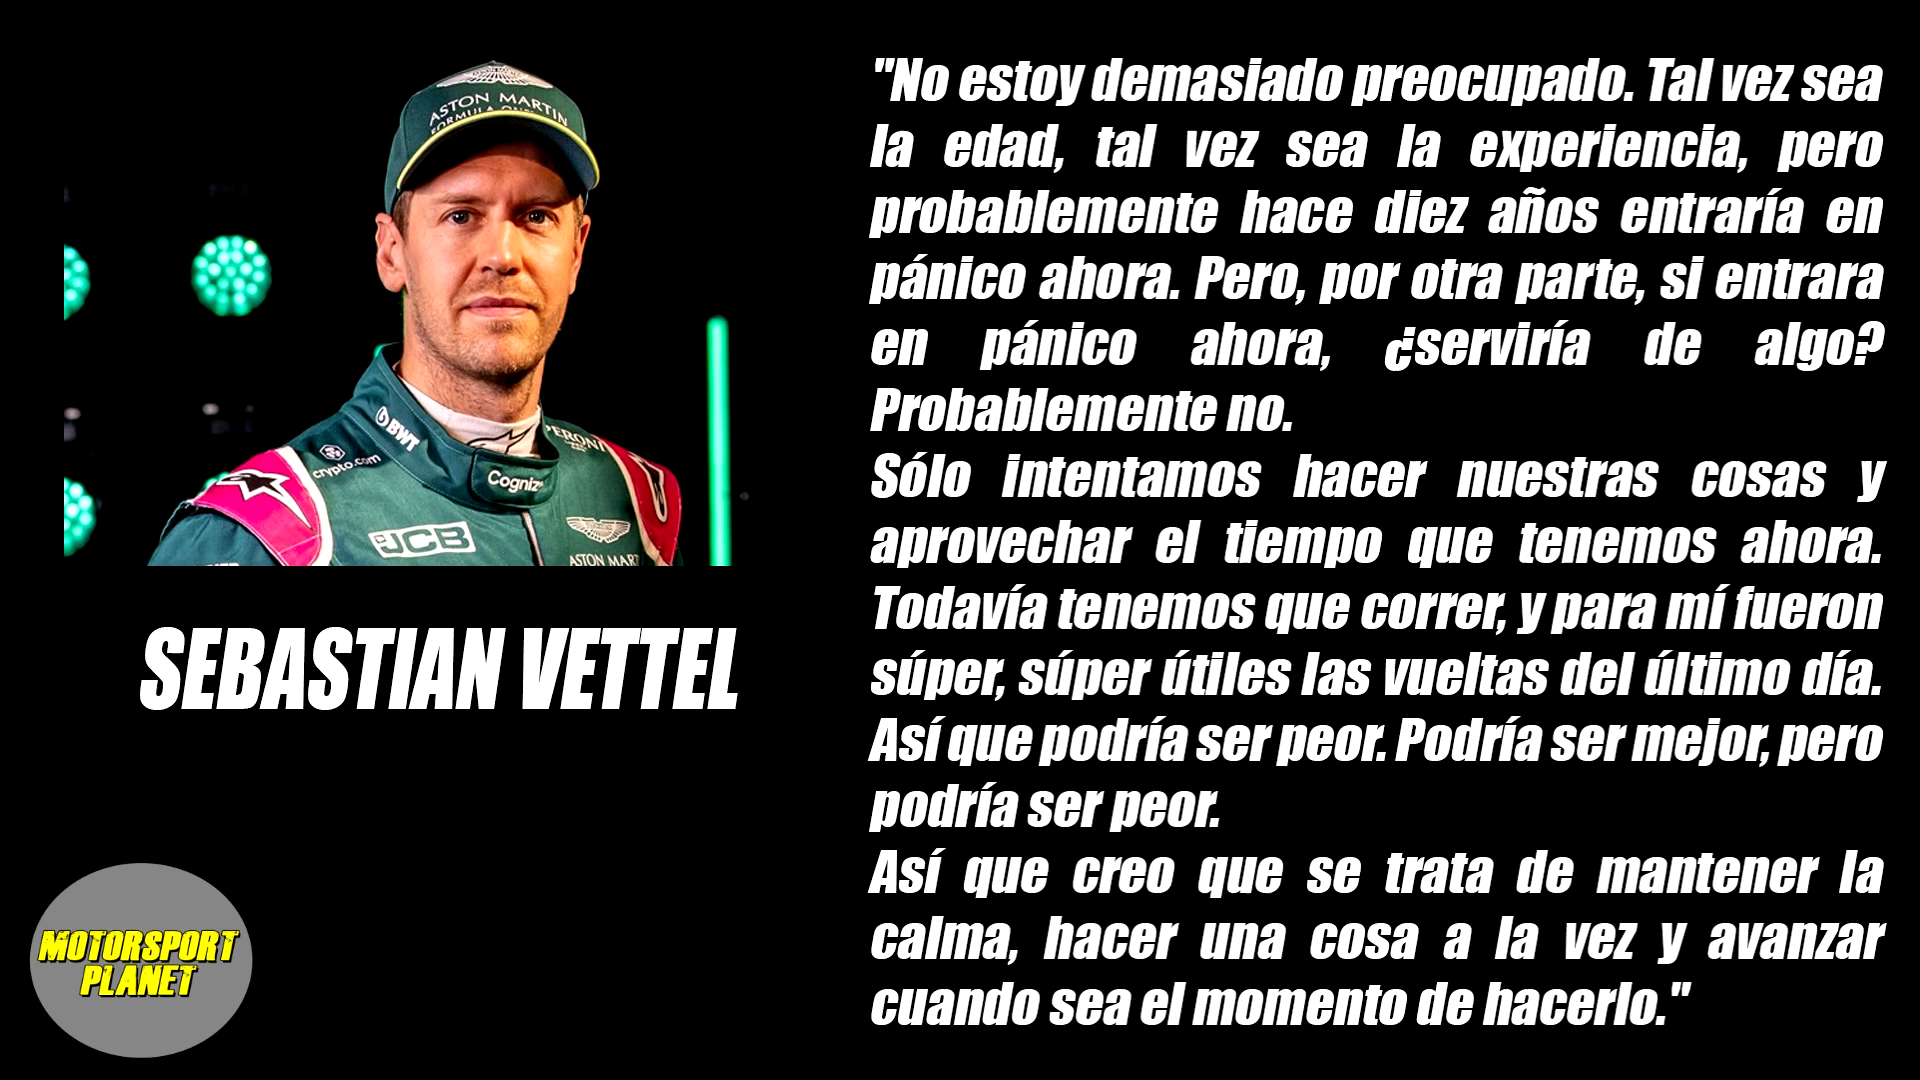 ASTON MARTIN
FORMULA ONE
BWT
crypto.com
PERONI
Cogniz
JCB
ASTON MART
SEBASTIAN VETTEL
MOTORSPORT
PLANET
"No estoy demasiado preocupado. Tal vez sea
la edad, tal vez sea la experiencia, pero
probablemente hace diez años entraría en
pánico ahora. Pero, por otra parte, si entrara
en pánico ahora, ¿serviría de algo?
Probablemente no.
Sólo intentamos hacer nuestras cosas y
aprovechar el tiempo que tenemos ahora.
Todavía tenemos que correr, y para mí fueron
súper, súper útiles las vueltas del último día.
Así que podría ser peor. Podría ser mejor, pero
podría ser peor.
Así que creo que se trata de mantener la
calma, hacer una cosa a la vez y avanzar
cuando sea el momento de hacerlo."